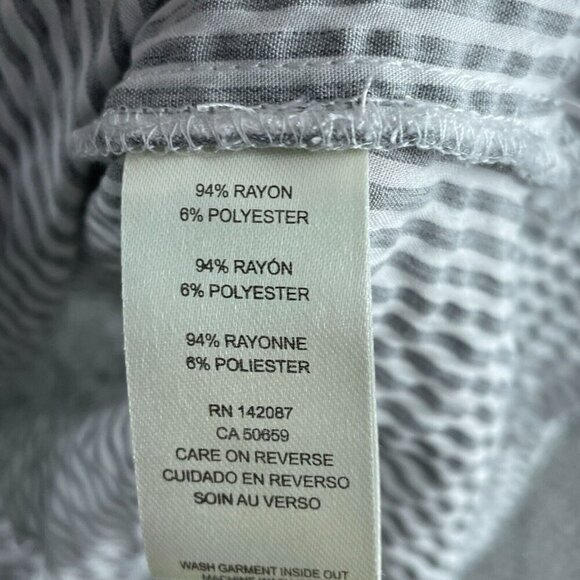 94% RAYON
6% POLYESTER
94% RAYÓN
6% POLYESTER
94% RAYONNE
6% POLIESTER
RN 142087
CA 50659
CARE ON REVERSE
CUIDADO EN REVERSO
SOIN AU VERSO
WASH GARMENT INSIDE OUT
MACHINE